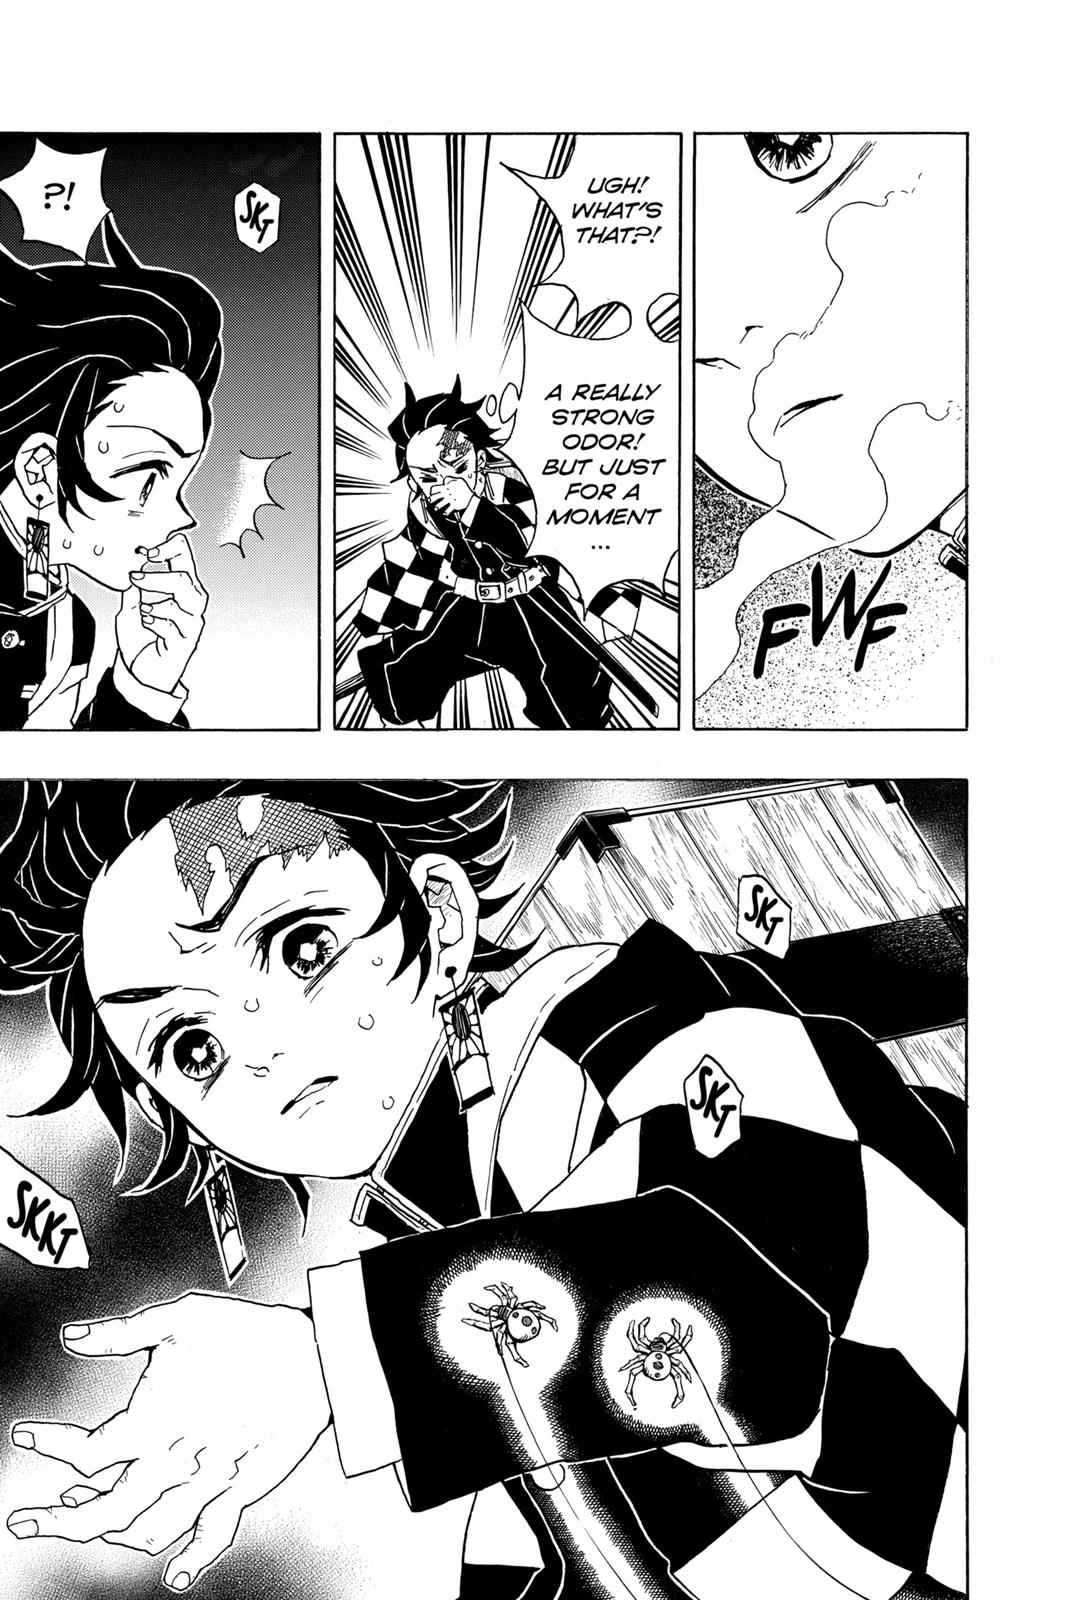 FWF
UGH!
WHAT'S
THAT?!
A REALLY
STRONG
ODOR!
BUT JUST
FOR A
MOMENT
...
SKT
?!
SKT
SKT
SKKT